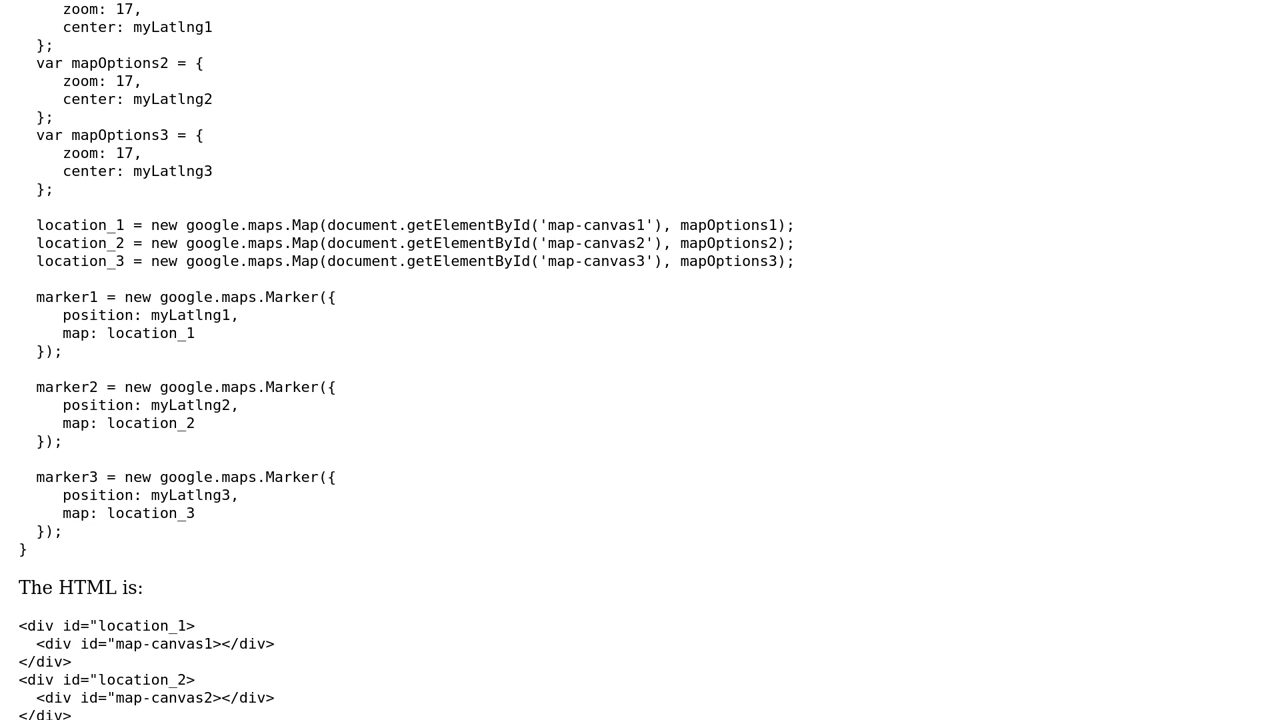 zoom: 17,
     center: myLatlng1
  };
  var mapOptions2 = {
     zoom: 17,
     center: myLatlng2
  };
  var mapOptions3 = {
     zoom: 17,
     center: myLatlng3
  };

  location_1 = new google.maps.Map(document.getElementById('map-canvas1'), mapOptions1);
  location_2 = new google.maps.Map(document.getElementById('map-canvas2'), mapOptions2);
  location_3 = new google.maps.Map(document.getElementById('map-canvas3'), mapOptions3);

  marker1 = new google.maps.Marker({
     position: myLatlng1,
     map: location_1
  });

  marker2 = new google.maps.Marker({
     position: myLatlng2,
     map: location_2
  });

  marker3 = new google.maps.Marker({
     position: myLatlng3,
     map: location_3
  });
}
The HTML is:
<div id="location_1>
  <div id="map-canvas1></div>
</div>
<div id="location_2>
  <div id="map-canvas2></div>
</div>